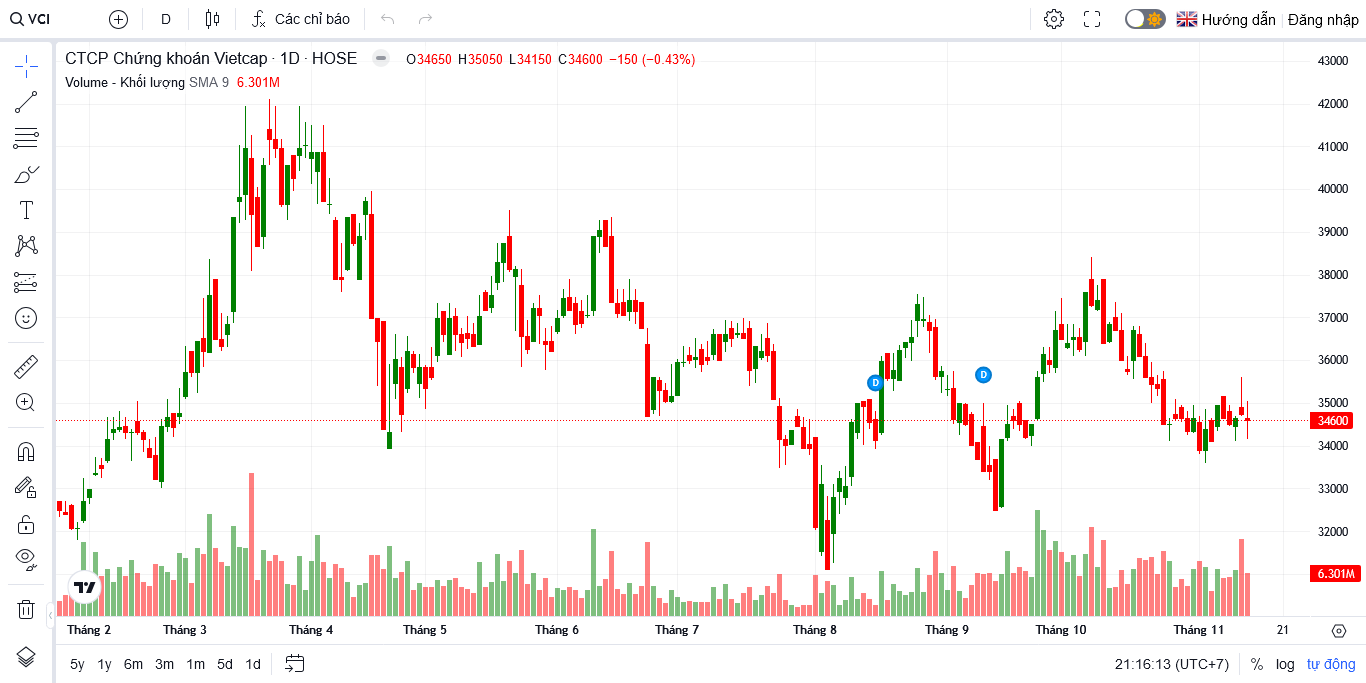 VCI D Các chỉ báo Hướng dẫn Đăng nhập
CTCP Chứng khoán Vietcap · 1D · HOSE O34650 H35050 L34150 C34600 −150 (−0.43%)
Volume - Khối lượng SMA 9 6.301M
43000
42000
41000
40000
39000
38000
37000
36000
D D
35000
34600
34000
33000
32000
6.301M
Tháng 2 Tháng 3 Tháng 4 Tháng 5 Tháng 6 Tháng 7 Tháng 8 Tháng 9 Tháng 10 Tháng 11 21
5y 1y 6m 3m 1m 5d 1d 21:16:13 (UTC+7) % log tự động